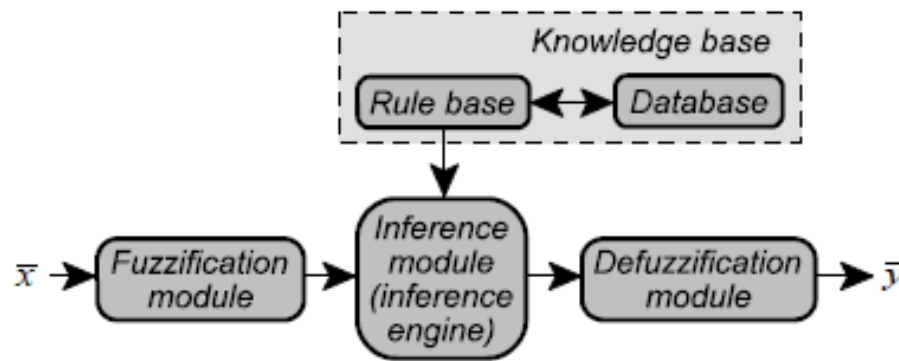 Knowledge base
Rule base
Database
x̅
Fuzzification
module
Inference
module
(inference
engine)
Defuzzification
module
y̅